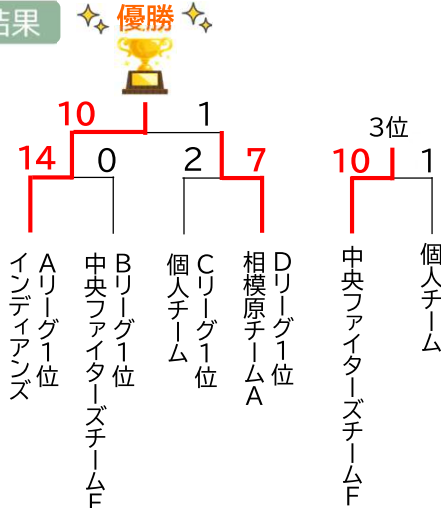 結果
優勝
10
1
14
0
2
7
3位
10
1
Aリーグ1位
インディアンズ
Bリーグ1位
中央ファイターズチームF
Cリーグ1位
個人チーム
Dリーグ1位
相模原チームA
中央ファイターズチームF
個人チーム